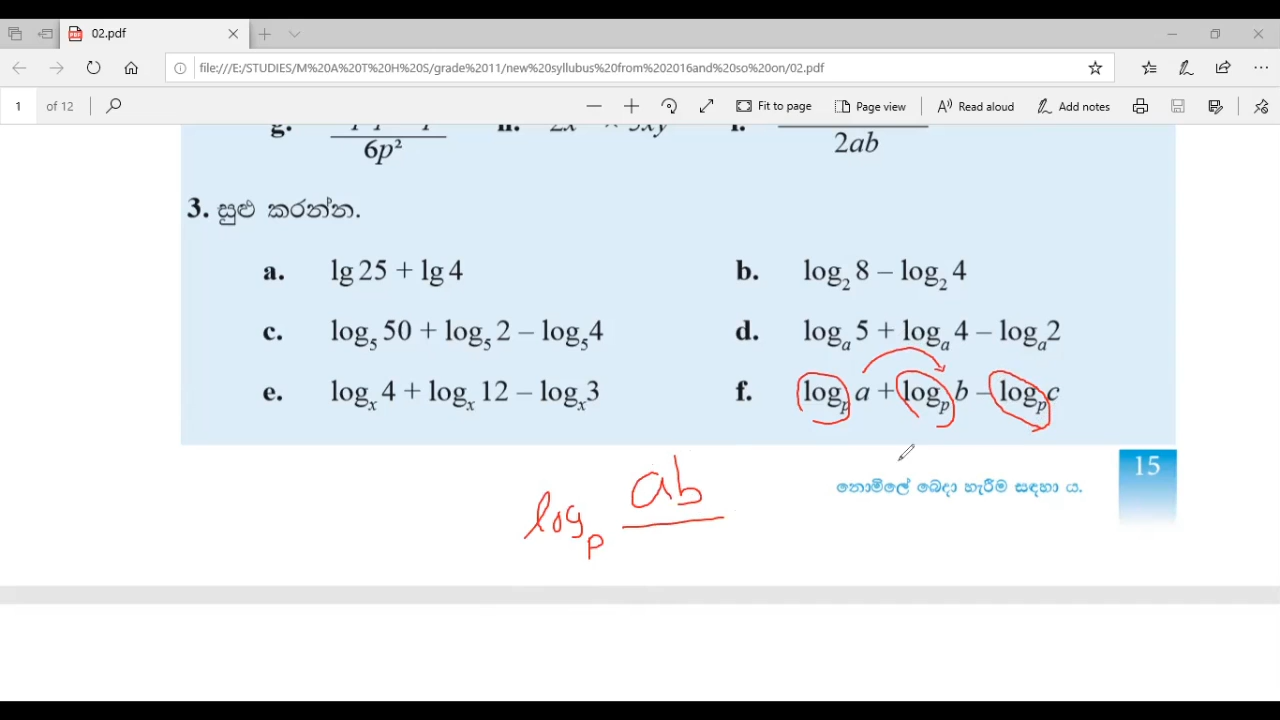 02.pdf
file:///E:/STUDIES/M%20A%20T%20H%20S/grade%2011/new%20syllubus%20from%202016and%20so%20on/02.pdf
1 of 12 Fit to page Page view Read aloud Add notes
g. 6p² h. 2x × 3xy i. 2ab
3. සුළු කරන්න.
a. lg 25 + lg 4 b. log₂ 8 – log₂ 4
c. log₅ 50 + log₅ 2 – log₅ 4 d. logₐ 5 + logₐ 4 – logₐ 2
e. logₓ 4 + logₓ 12 – logₓ 3 f. logₚ a + logₚ b – logₚ c
15
නොමිලේ බෙදා හැරීම සඳහා ය.
logₚ ab